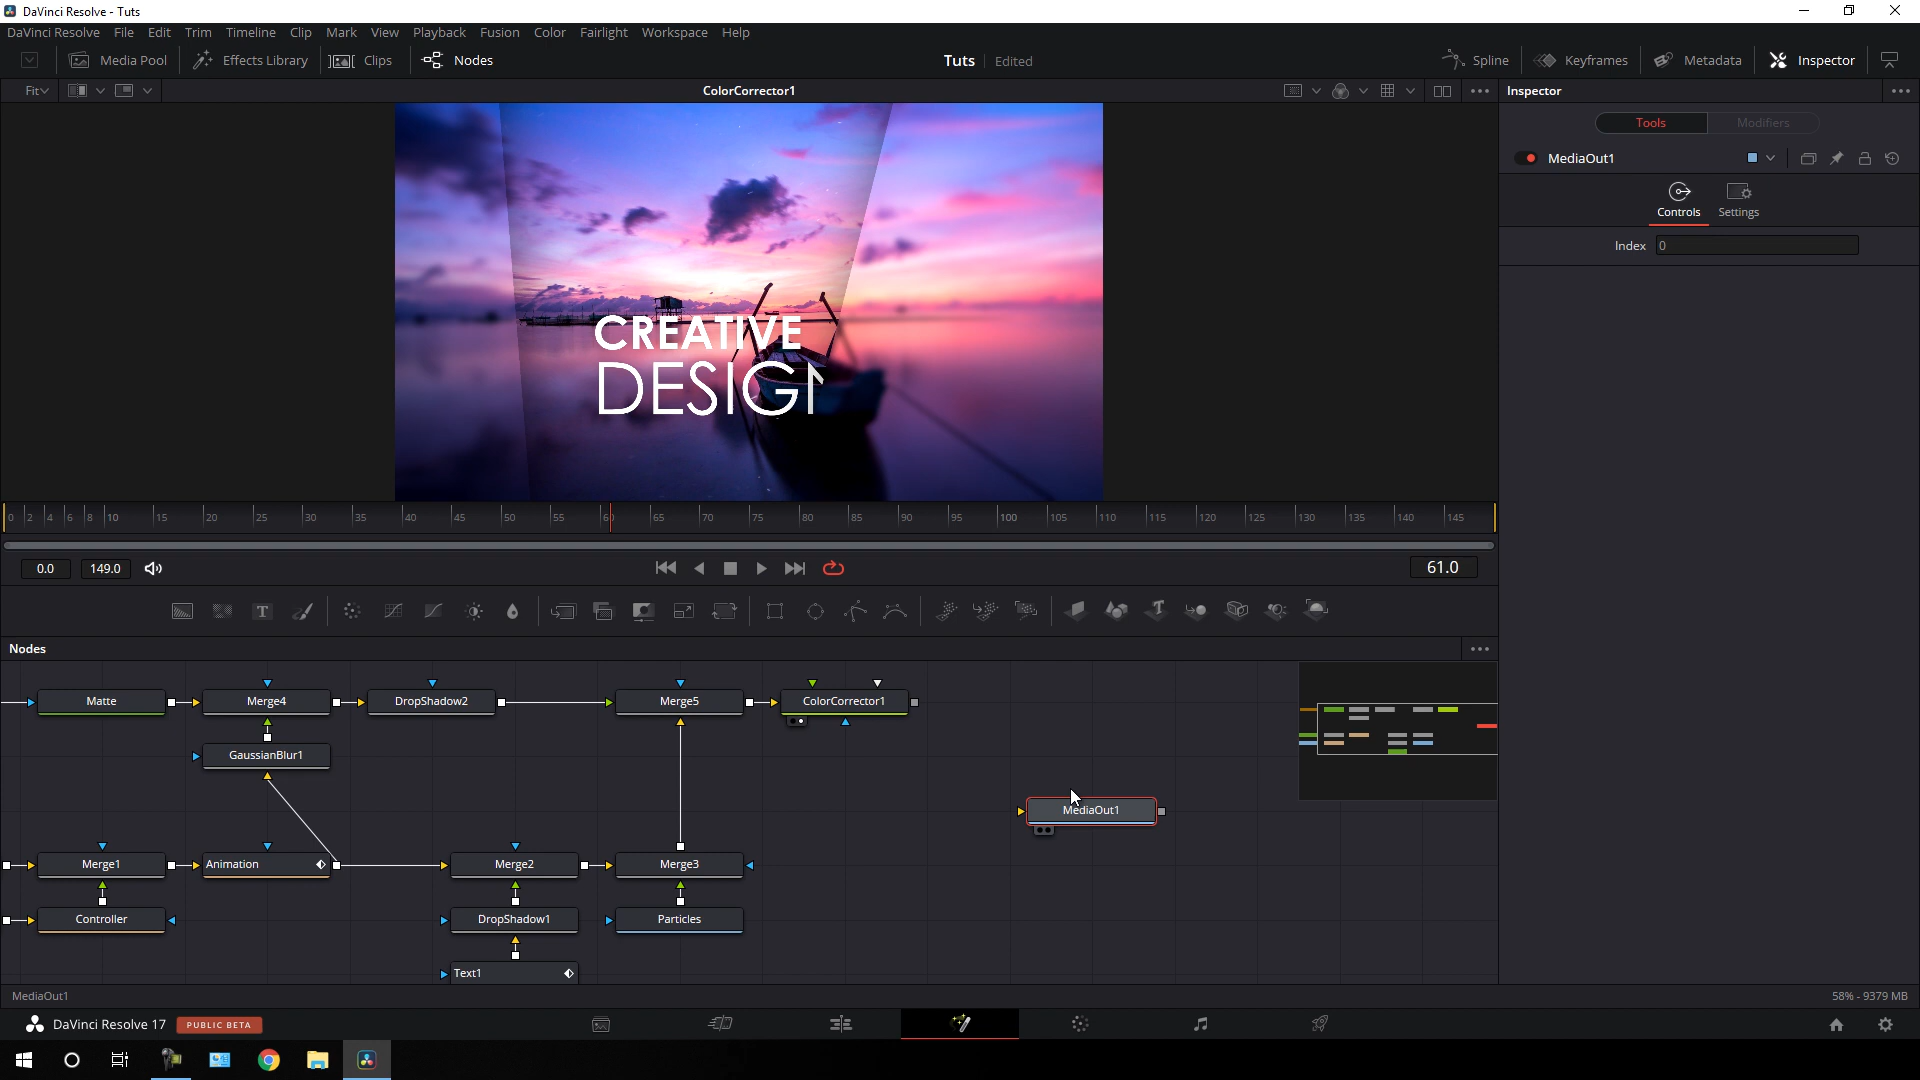 DaVinci Resolve - Tuts
DaVinci Resolve File Edit Trim Timeline Clip Mark View Playback Fusion Color Fairlight Workspace Help
Media Pool Effects Library Clips Nodes Tuts Edited Spline Keyframes Metadata Inspector
Fit ColorCorrector1 Inspector
Tools Modifiers
MediaOut1
Controls Settings
Index 0
CREATIVE
DESIGN
0 2 4 6 8 10 15 20 25 30 35 40 45 50 55 60 65 70 75 80 85 90 95 100 105 110 115 120 125 130 135 140 145
0.0 149.0 61.0
T
Nodes
Matte Merge4 DropShadow2 Merge5 ColorCorrector1
GaussianBlur1
MediaOut1
Merge1 Animation Merge2 Merge3
Controller DropShadow1 Particles
Text1
MediaOut1 58% - 9379 MB
DaVinci Resolve 17 PUBLIC BETA